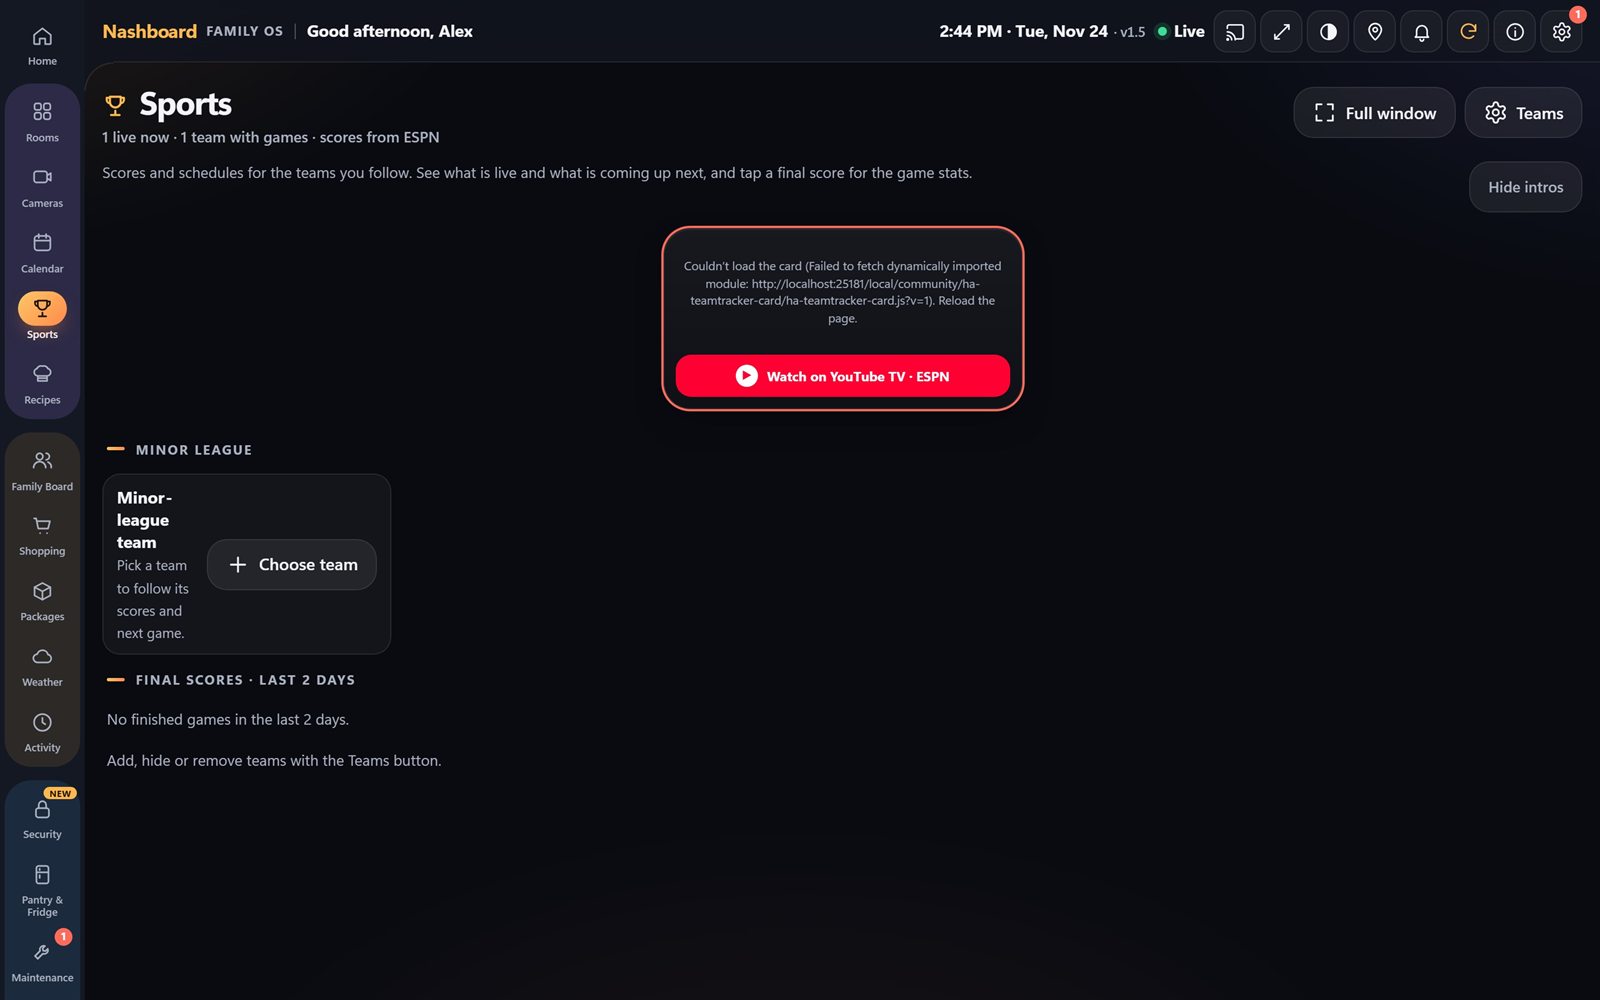 Nashboard FAMILY OS Good afternoon, Alex
2:44 PM · Tue, Nov 24 · v1.5 Live
1
Home
Rooms
Cameras
Calendar
Sports
Recipes
Family Board
Shopping
Packages
Weather
Activity
NEW
Security
Pantry &
Fridge
1
Maintenance
Sports
1 live now · 1 team with games · scores from ESPN
Scores and schedules for the teams you follow. See what is live and what is coming up next, and tap a final score for the game stats.
Full window
Teams
Hide intros
Couldn't load the card (Failed to fetch dynamically imported
module: http://localhost:25181/local/community/ha-
teamtracker-card/ha-teamtracker-card.js?v=1). Reload the
page.
Watch on YouTube TV · ESPN
MINOR LEAGUE
Minor-
league
team
Pick a team
to follow its
scores and
next game.
Choose team
FINAL SCORES · LAST 2 DAYS
No finished games in the last 2 days.
Add, hide or remove teams with the Teams button.